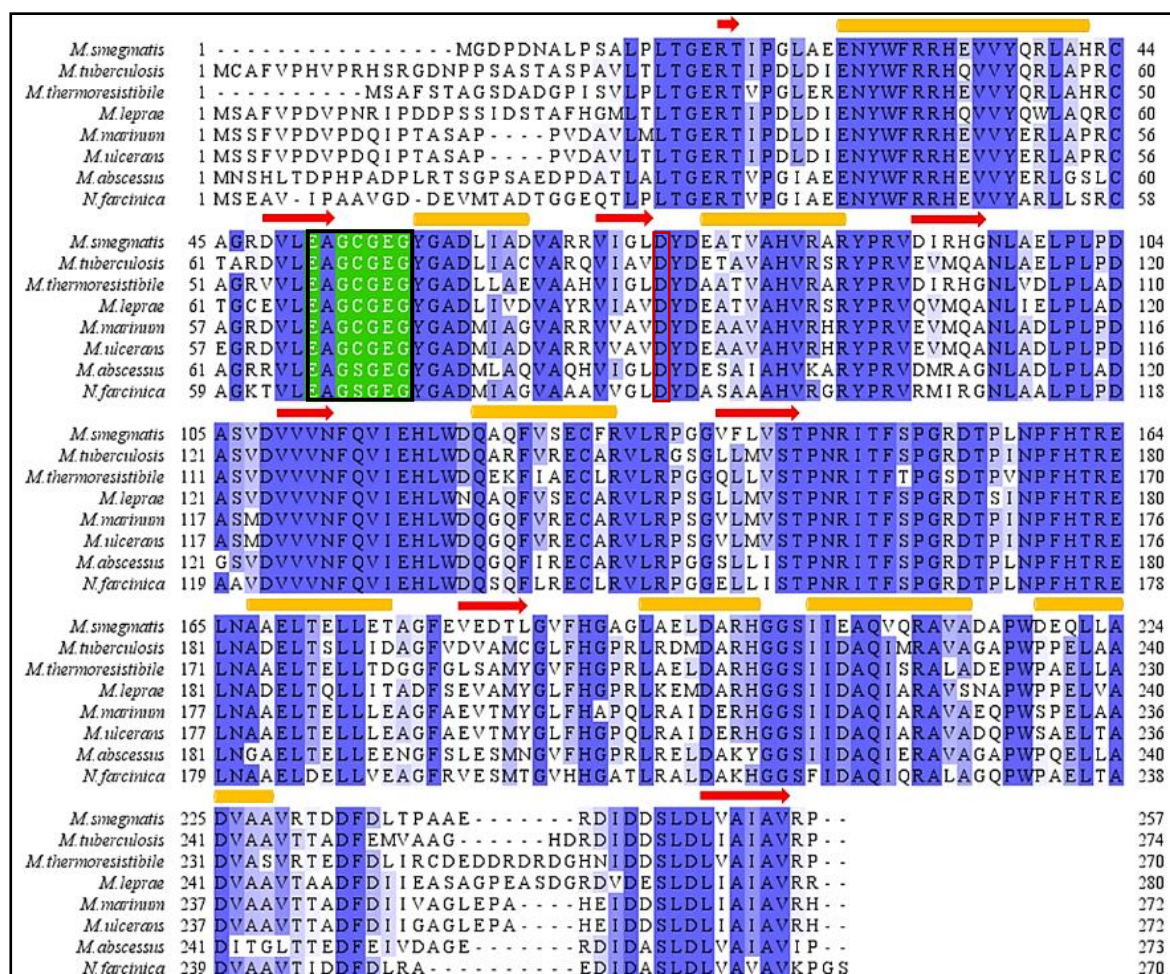 M.smegmatis 1 - - - - - - - - - - - - - - - - MGDPDNALPSALPLTGERTIPGLAEENYWFRRHEVVYQRLAHRC 44
M.tuberculosis 1 MCAFVPHVPRHSRGDNPPSASTASPAVLTLTGERTIPDLDIENYWFRRHQVVYQRLAPRC 60
M.thermoresistibile 1 - - - - - - - - - - MSAFSTAGSDADGPISVLPLTGERTVPGLERENYWFRRHEVVYARLAHRC 50
M.leprae 1 MSAFVPDVPNRIPDDPSSIDSTAFHGMLTLTGERTIPDLDIENYWFRRHQVVYQWLAQRC 60
M.marinum 1 MSSFVPDVPDQIPTASAP- - - - PVDAVLMLTGERTIPDLDIENYWFRRHEVVYERLAPRC 56
M.ulcerans 1 MSSFVPDVPDQIPTASAP- - - - PVDAVLTLTGERTIPDLDIENYWFRRHEVVYERLAPRC 56
M.abscessus 1 MNSHLTDPHPADPLRTSGPSAEDPDATLALTGERTVPGIAEENYWFRRHEVVYERLGSLC 60
N.farcinica 1 MSEAV-IPAAVGD-DEVMTADTGGEQTLPLTGERTVPGIAEENYWFRRHEVVYERLLSRC 58
M.smegmatis 45 AGRDVLEAGCGEGYGADLIADVARRVIGLDYDEATVAHVRARYPRVDIRHGNLAELPLPD 104
M.tuberculosis 61 TARDVLEAGCGEGYGADLIACVARQVIAVDYDETAVAHVRSRYPRVEVMQANLAELPLPD 120
M.thermoresistibile 51 AGRVVLEAGCGEGYGADLLAEVAAHVIGLDYDAATVAHVRARYPRVDIRHGNLVDLPLAD 110
M.leprae 61 TGCEVLEAGCGEGYGADLLVDVAYRVIAVDYDEATVAHVRSRYPRVQVMQANLIELPLAD 120
M.marinum 57 AGRDVLEAGCGEGYGADMIAGVARRVVAVDYDEAAVAHVRHRYPRVEVMQANLADLPLPD 116
M.ulcerans 57 EGRDVLEAGCGEGYGADMIADVARRVVAVDYDEAAVAHVRHRYPRVEVMQANLADLPLPD 116
M.abscessus 61 AGRRVLEAGSGEGYGADMLAQVAQHVIGLDYDESAIAHVKARYPRVDMRAGNLADLPLAD 120
N.farcinica 59 AGKTVLEAGSGEGYGADMIAGVAAAVVGLDYDASAAAHVRGRYPRVRMIRGNLAALPLPD 118
M.smegmatis 105 ASVDVVVNFQVIEHLWDQAQFVSECFRVLRPGGVFLVSTPNRITFSPGRDTPLNPFHTRE 164
M.tuberculosis 121 ASVDVVVNFQVIEHLWDQARFVRECARVLRGSGLLMVSTPNRITFSPGRDTPINPFHTRE 180
M.thermoresistibile 111 ASVDVVVNFQVIEHLWDQEKFIAECLRVLRPGGQLLVSTPNRITFTPGSDTPVNPFHTRE 170
M.leprae 121 ASVDVVVNFQVIEHLWNQAQFVSECARVLRPSGLLMVSTPNRITFSPGRDTSINPFHTRE 180
M.marinum 117 ASMDVVVNFQVIEHLWDQGQFVRECARVLRPSGVLMVSTPNRITFSPGRDTPINPFHTRE 176
M.ulcerans 117 ASMDVVVNFQVIEHLWDQGQFVRECARVLRPSGVLMVSTPNRITFSPGRDTPINPFHTRE 176
M.abscessus 121 GSVDVVVNFQVIEHLWDQGQFIRECARVLRPSGSLLISTPNRITFSPGRDTPINPFHTRE 180
N.farcinica 119 AAVDVVVNFQVIEHLWDQSQFLRECLRVLRPGGELLISTPNRITFSPGRDTPLNPFHTRE 178
M.smegmatis 165 LNAAELTELLETAGFEVEDTLGVFHGAGLAELDARHGGSIIEAQVQRAVADAPWDEQLLA 224
M.tuberculosis 181 LNADELTSLLIDAGFVDVAMCGLFHGPRLRDMDARHGGSIIDAQIMRAVAGAPWPPELAA 240
M.thermoresistibile 171 LNAAELTELLTDGGFGLSAMYGVFHGPRLAELDARHGGSIIDAQISRALADEPWPAELAA 230
M.leprae 181 LNADELTQLLITADFSEVAMYGLFHGPRLKEMDARHGGSIIDAQIARAVSNAPWPPELVA 240
M.marinum 177 LNAAELTELLLEAGFAEVTMYGLFHAPQLRAIDERHGGSIIDAQIARAVAEQPWSPELAA 236
M.ulcerans 177 LNAAELTELLLEAGFAEVTMYGLFHGPQLRAIDERHGGSIIDAQIARAVADQPWSAELTA 236
M.abscessus 181 LNGAELTELLEENGFSLESMNGVFHGPRLRELDAKYGGSIIDAQIERAVAGAPWPQELLA 240
N.farcinica 179 LNAAELDELLVEAGFRVESMTGVHHGATLRALDAKHGGSFIDAQIQRALAGQPWPAELTA 238
M.smegmatis 225 DVAAVRTDDFDLTPAAE- - - - - - - RDIDDSLDLVAIAVRP- - 257
M.tuberculosis 241 DVAAVTTADFEMVAAG- - - - - - - HDRDIDDSLDLIAIAVRP- - 274
M.thermoresistibile 231 DVASVRTEDFDLIRCDEDDRDRDGHNIDDSLDLVAIAVRP- - 270
M.leprae 241 DVAAVTAADFDIIEASAGPEASDGRDVDESLDLIAIAVRR- - 280
M.marinum 237 DVAAVTTADFDIIVAGLEPA- - - - HEIDDSLDLIAIAVRH- - 272
M.ulcerans 237 DVAAVTTADFDIIGAGLEPA- - - - HEIDDSLDLIAIAVRH- - 272
M.abscessus 241 DITGLTTEDFEIVDAGE- - - - - - - RDIDASLDLVAIAVIP- - 273
N.farcinica 239 DVAAVTIDDFDLRA- - - - - - - - - - EDIDASLDLVAVAVKPGS 270